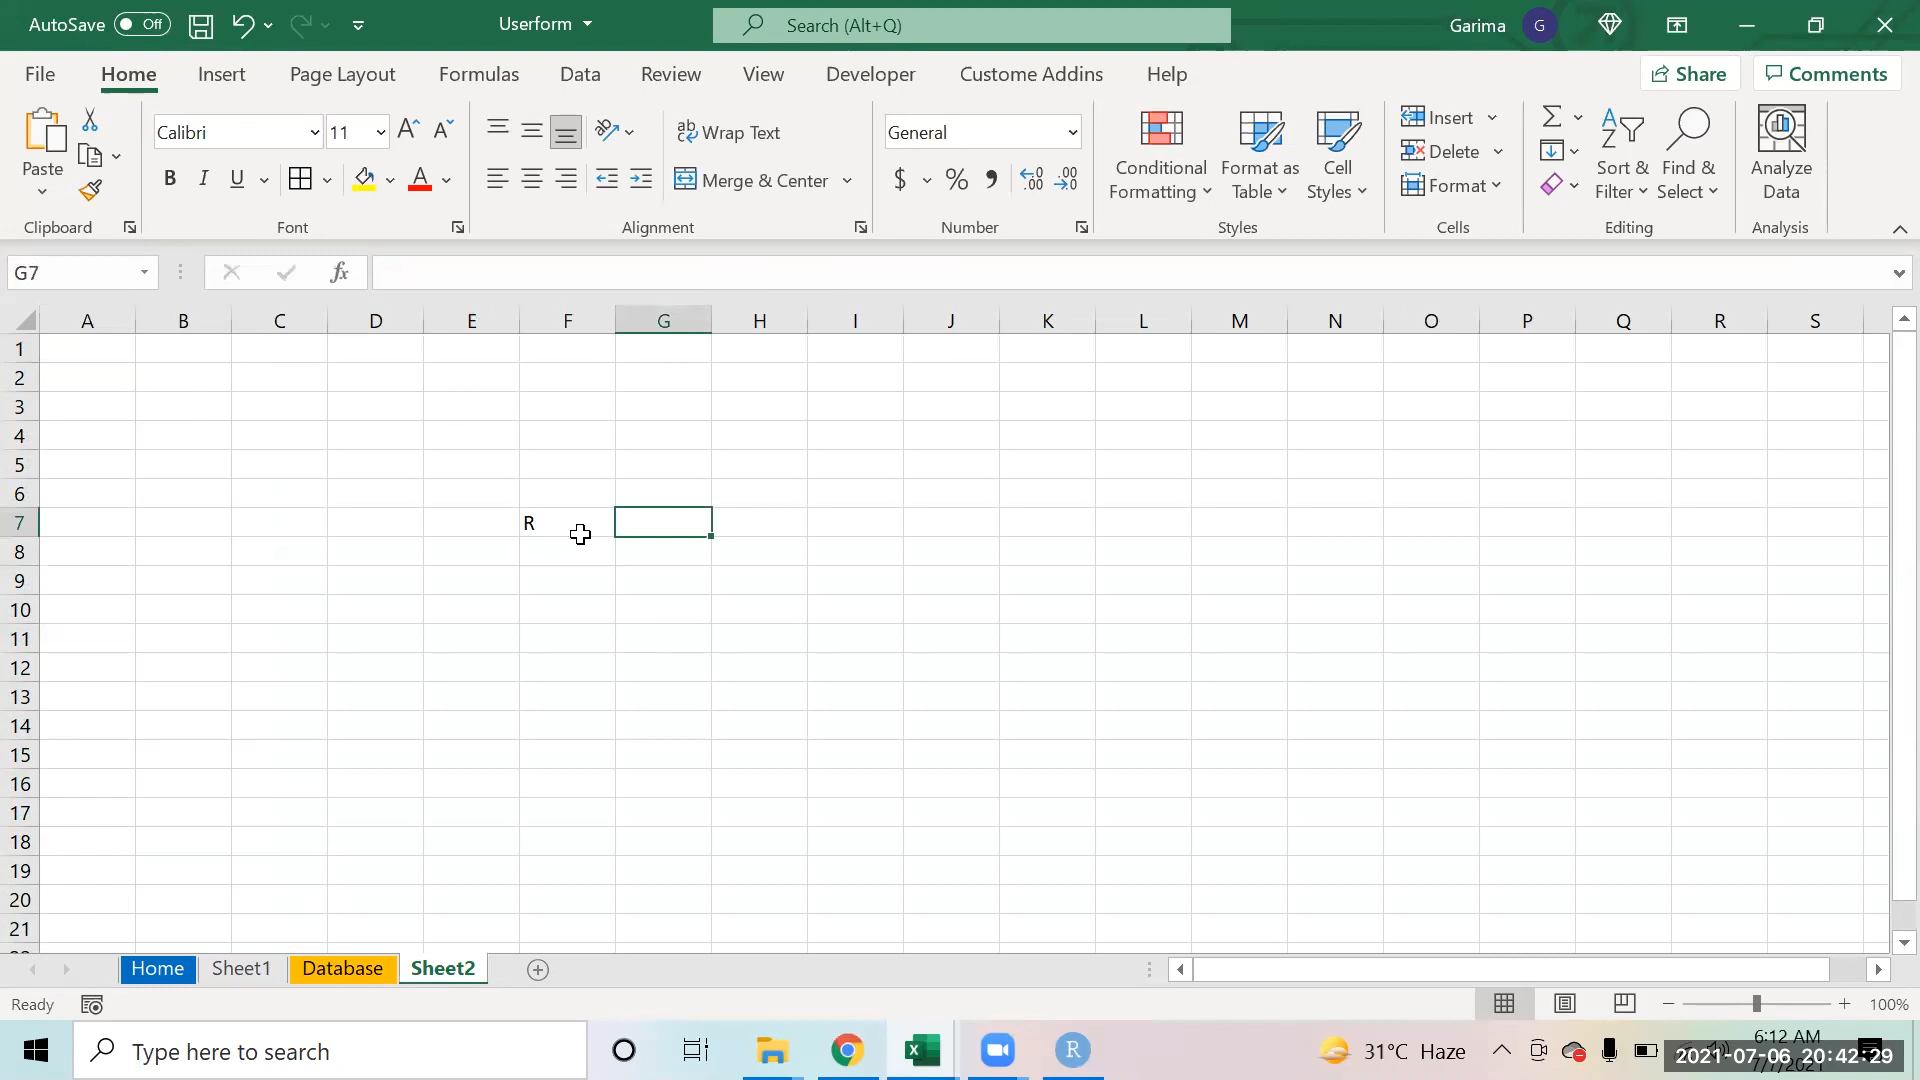 AutoSave Off Userform Search (Alt+Q) Garima G
File Home Insert Page Layout Formulas Data Review View Developer Custome Addins Help Share Comments
Paste Calibri 11 ab Wrap Text General Conditional Formatting Format as Table Cell Styles Insert Sort & Filter Find & Select Analyze Data
Delete
B I U A Merge & Center $ % Format
Clipboard Font Alignment Number Styles Cells Editing Analysis
G7 fx
A B C D E F G H I J K L M N O P Q R S
1
2
3
4
5
6
7 R
8
9
10
11
12
13
14
15
16
17
18
19
20
21
Home Sheet1 Database Sheet2
Ready 100%
Type here to search R 31°C Haze 6:12 AM
2021-07-06 20:42:29